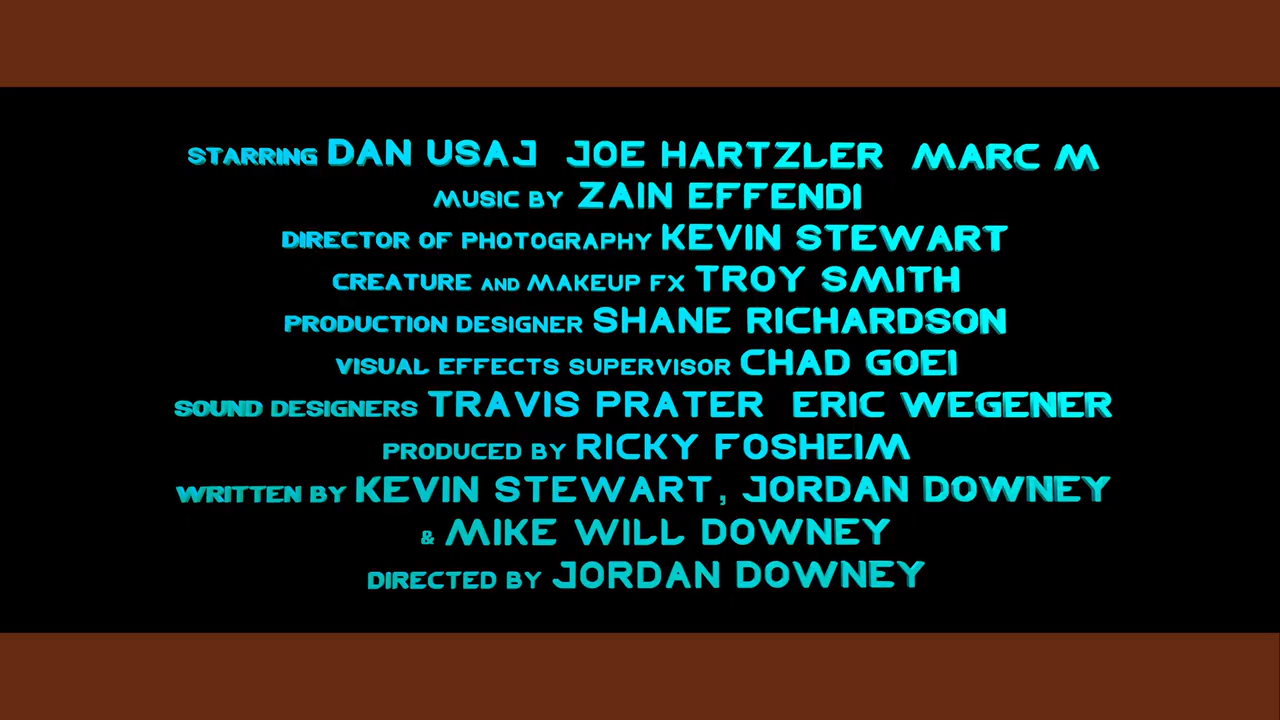 STARRING DAN USAJ JOE HARTZLER MARC M
MUSIC BY ZAIN EFFENDI
DIRECTOR OF PHOTOGRAPHY KEVIN STEWART
CREATURE AND MAKEUP FX TROY SMITH
PRODUCTION DESIGNER SHANE RICHARDSON
VISUAL EFFECTS SUPERVISOR CHAD GOEI
SOUND DESIGNERS TRAVIS PRATER ERIC WEGENER
PRODUCED BY RICKY FOSHEIM
WRITTEN BY KEVIN STEWART, JORDAN DOWNEY
& MIKE WILL DOWNEY
DIRECTED BY JORDAN DOWNEY